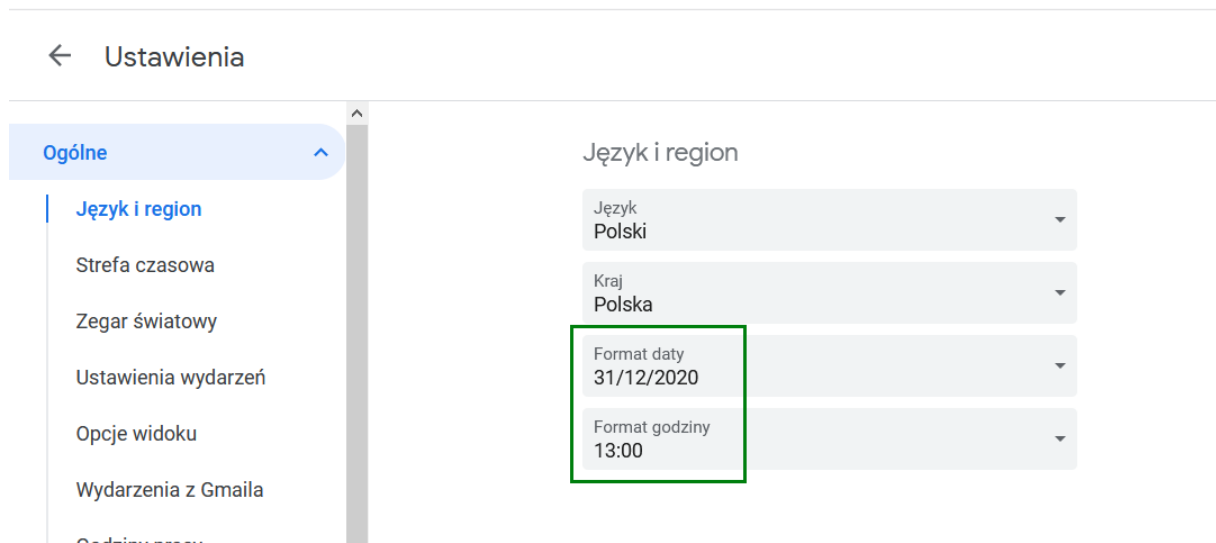 Ustawienia
Ogólne
Język i region
Strefa czasowa
Zegar światowy
Ustawienia wydarzeń
Opcje widoku
Wydarzenia z Gmaila
Język i region
Język
Polski
Kraj
Polska
Format daty
31/12/2020
Format godziny
13:00